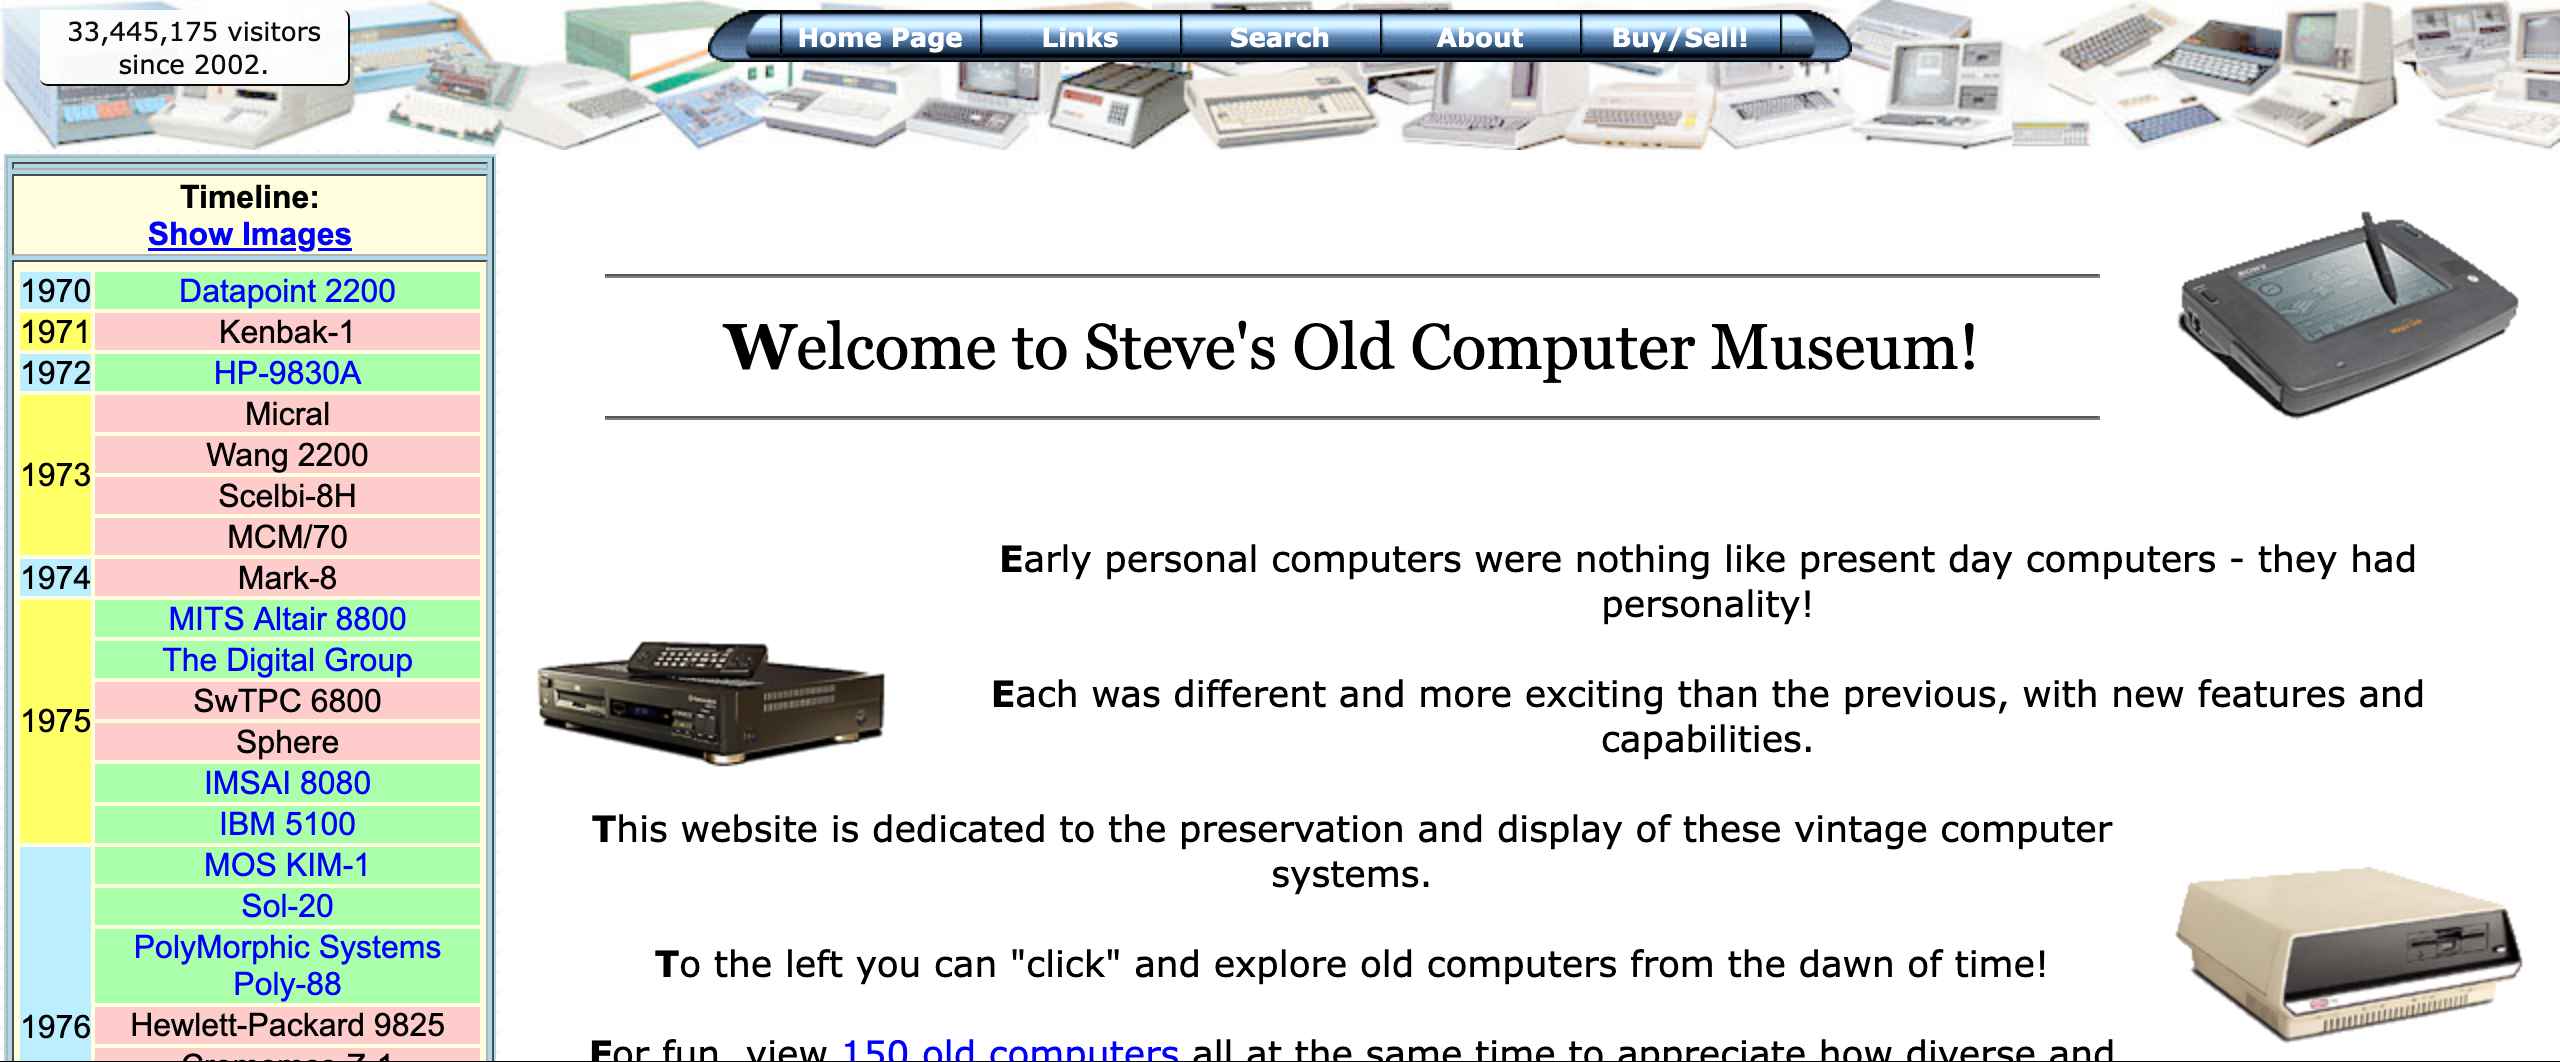 33,445,175 visitors
since 2002.
Home Page
Links
Search
About
Buy/Sell!
Timeline:
Show Images
1970
Datapoint 2200
1971
Kenbak-1
1972
HP-9830A
1973
Micral
Wang 2200
Scelbi-8H
MCM/70
1974
Mark-8
1975
MITS Altair 8800
The Digital Group
SwTPC 6800
Sphere
IMSAI 8080
IBM 5100
1976
MOS KIM-1
Sol-20
PolyMorphic Systems
Poly-88
Hewlett-Packard 9825
Cromemco Z-1
Welcome to Steve's Old Computer Museum!
SONY
Early personal computers were nothing like present day computers - they had
personality!
Each was different and more exciting than the previous, with new features and
capabilities.
This website is dedicated to the preservation and display of these vintage computer
systems.
To the left you can "click" and explore old computers from the dawn of time!
For fun, view 150 old computers all at the same time to appreciate how diverse and